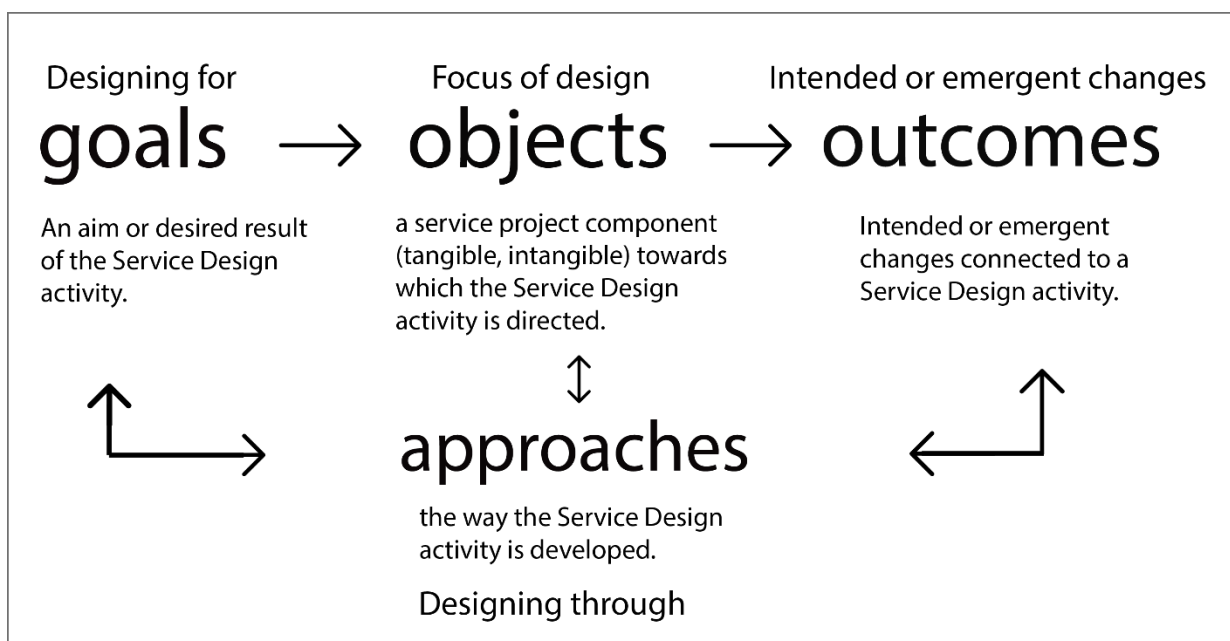 Designing for
goals
An aim or desired result
of the Service Design
activity.
Focus of design
objects
a service project component
(tangible, intangible) towards
which the Service Design
activity is directed.
Intended or emergent changes
outcomes
Intended or emergent
changes connected to a
Service Design activity.
approaches
the way the Service Design
activity is developed.
Designing through